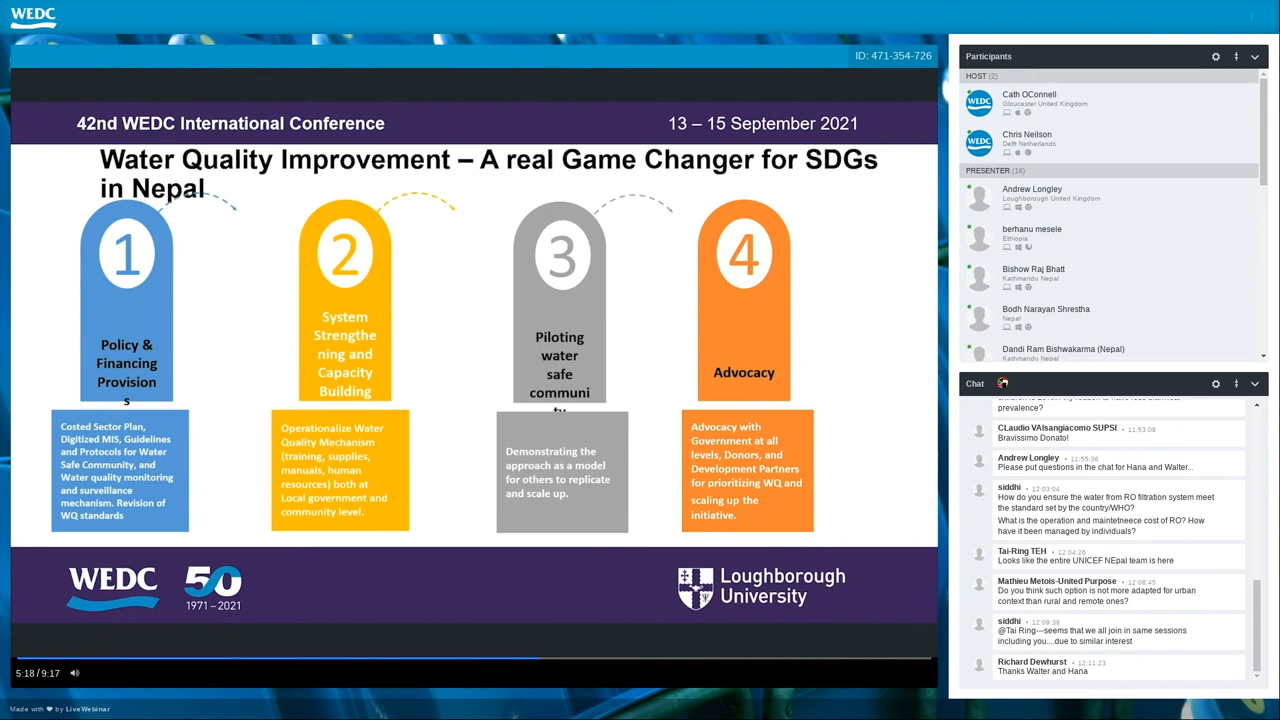 WEDC
ID: 471-354-726
42nd WEDC International Conference
13 – 15 September 2021
Water Quality Improvement – A real Game Changer for SDGs
in Nepal
1
Policy &
Financing
Provision
s
Costed Sector Plan,
Digitized MIS, Guidelines
and Protocols for Water
Safe Community, and
Water quality monitoring
and surveillance
mechanism. Revision of
WQ standards
2
System
Strengthe
ning and
Capacity
Building
Operationalize Water
Quality Mechanism
(training, supplies,
manuals, human
resources) both at
Local government and
community level.
3
Piloting
water
safe
communi
ty
Demonstrating the
approach as a model
for others to replicate
and scale up.
4
Advocacy
Advocacy with
Government at all
levels, Donors, and
Development Partners
for prioritizing WQ and
scaling up the
initiative.
WEDC
50
1971–2021
Loughborough
University
5:18 / 9:17
Made with ❤ by LiveWebinar
Participants
HOST (2)
WEDC
Cath OConnell
Gloucester United Kingdom
WEDC
Chris Neilson
Delft Netherlands
PRESENTER (16)
Andrew Longley
Loughborough United Kingdom
berhanu mesele
Ethiopia
Bishow Raj Bhatt
Kathmandu Nepal
Bodh Narayan Shrestha
Nepal
Dandi Ram Bishwakarma (Nepal)
Kathmandu Nepal
Chat
prevalence?
CLaudio VAlsangiacomo SUPSI • 11:53:08
Bravissimo Donato!
Andrew Longley • 11:55:36
Please put questions in the chat for Hana and Walter...
siddhi • 12:03:04
How do you ensure the water from RO filtration system meet
the standard set by the country/WHO?
What is the operation and mainteteneece cost of RO? How
have it been managed by individuals?
Tai-Ring TEH • 12:04:26
Looks like the entire UNICEF NEpal team is here
Mathieu Metois-United Purpose • 12:08:45
Do you think such option is not more adapted for urban
context than rural and remote ones?
siddhi • 12:09:38
@Tai Ring---seems that we all join in same sessions
including you....due to similar interest
Richard Dewhurst • 12:11:23
Thanks Walter and Hana